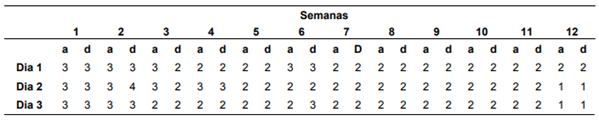 Semanas
1 2 3 4 5 6 7 8 9 10 11 12
a d a d a d a d a d a d a D a d a d a d a d a d
Dia 1 3 3 3 3 3 2 2 2 2 2 3 3 2 2 2 2 2 2 2 2 2 2 2 2
Dia 2 3 3 3 4 3 2 3 3 2 2 2 2 2 2 2 2 2 2 2 2 2 2 1 1
Dia 3 3 3 3 3 2 2 2 2 2 2 2 3 2 2 2 2 2 2 2 2 2 2 1 1